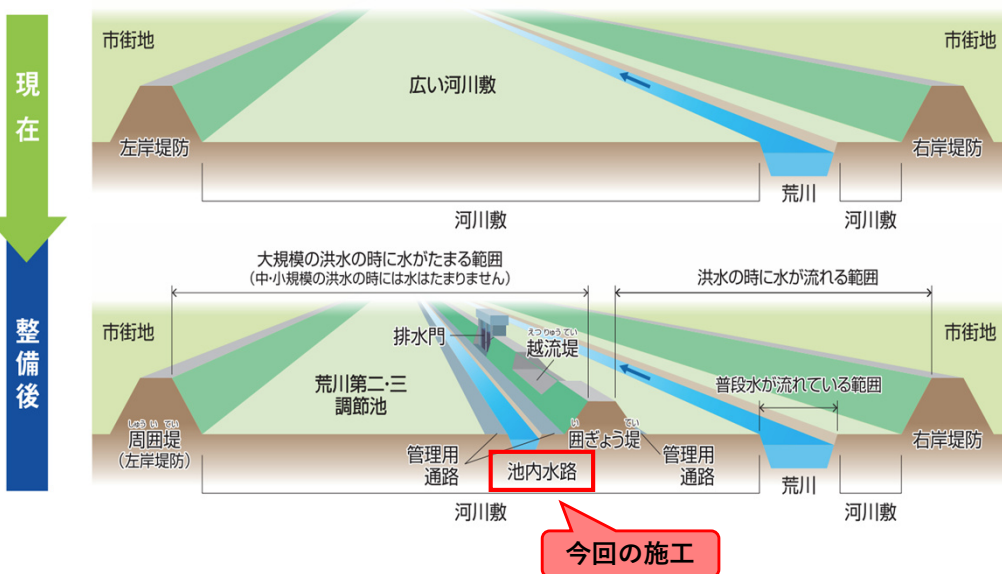 現在
市街地
市街地
広い河川敷
左岸堤防
右岸堤防
荒川
河川敷
河川敷
整備後
大規模の洪水の時に水がたまる範囲
(中・小規模の洪水の時には水はたまりません)
洪水の時に水が流れる範囲
市街地
市街地
排水門
えつりゅうてい
越流堤
荒川第二・三
調節池
普段水が流れている範囲
しゅういてい
周囲堤
(左岸堤防)
管理用
通路
池内水路
い てい
囲ぎょう堤
管理用
通路
右岸堤防
荒川
河川敷
河川敷
今回の施工